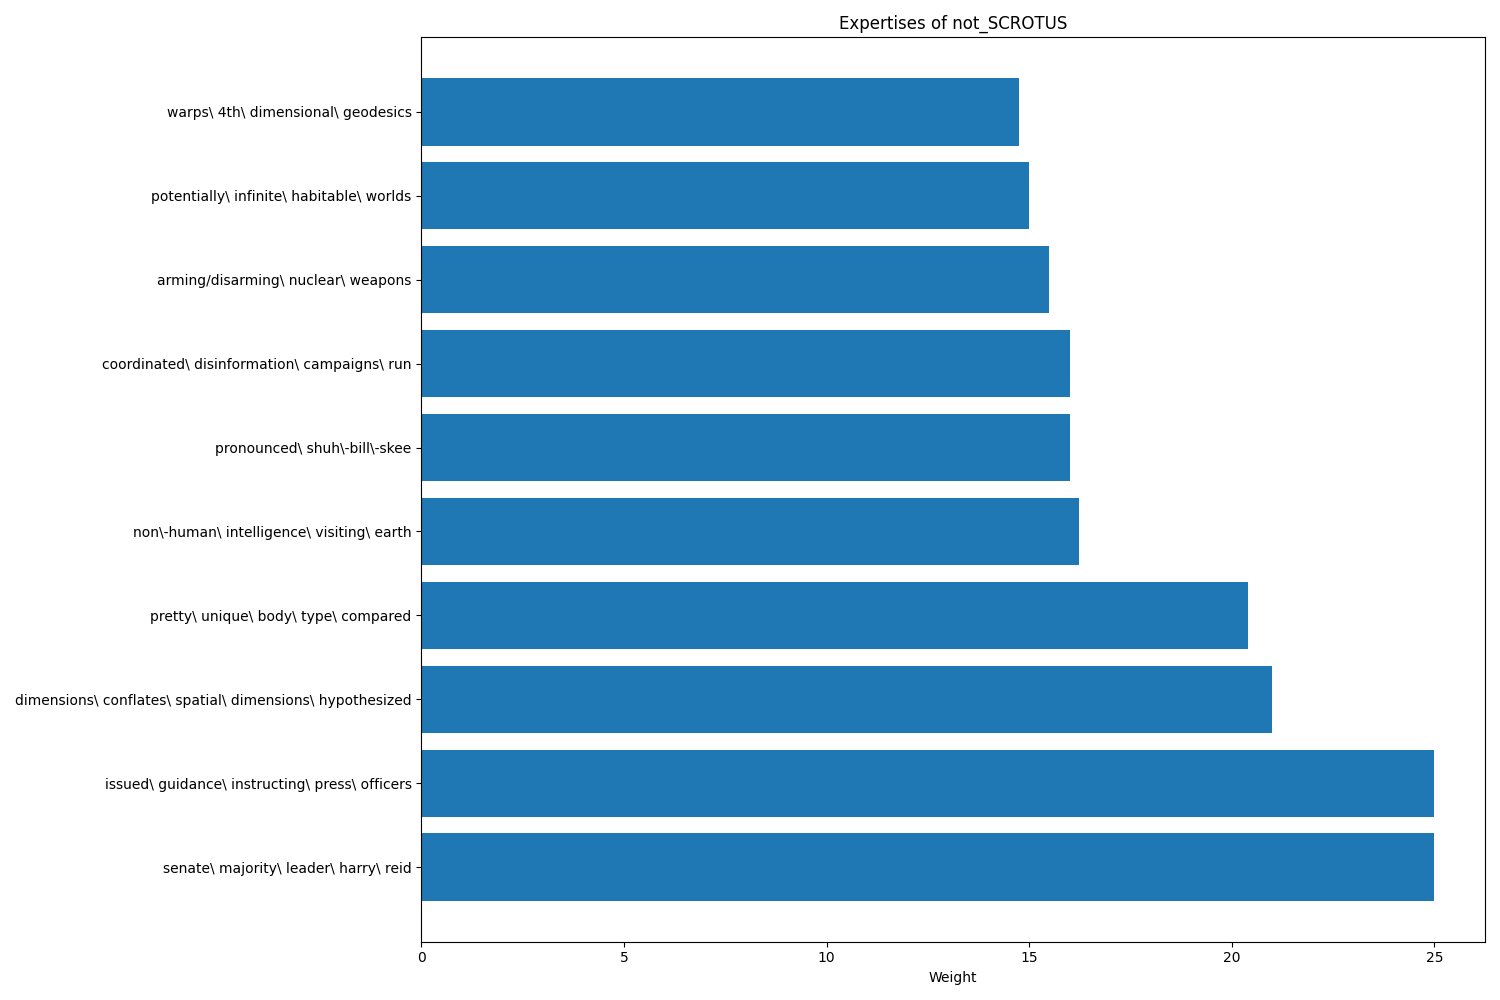 Expertises of not_SCROTUS
warps\ 4th\ dimensional\ geodesics
potentially\ infinite\ habitable\ worlds
arming/disarming\ nuclear\ weapons
coordinated\ disinformation\ campaigns\ run
pronounced\ shuh\-bill\-skee
non\-human\ intelligence\ visiting\ earth
pretty\ unique\ body\ type\ compared
dimensions\ conflates\ spatial\ dimensions\ hypothesized
issued\ guidance\ instructing\ press\ officers
senate\ majority\ leader\ harry\ reid
0 5 10 15 20 25
Weight